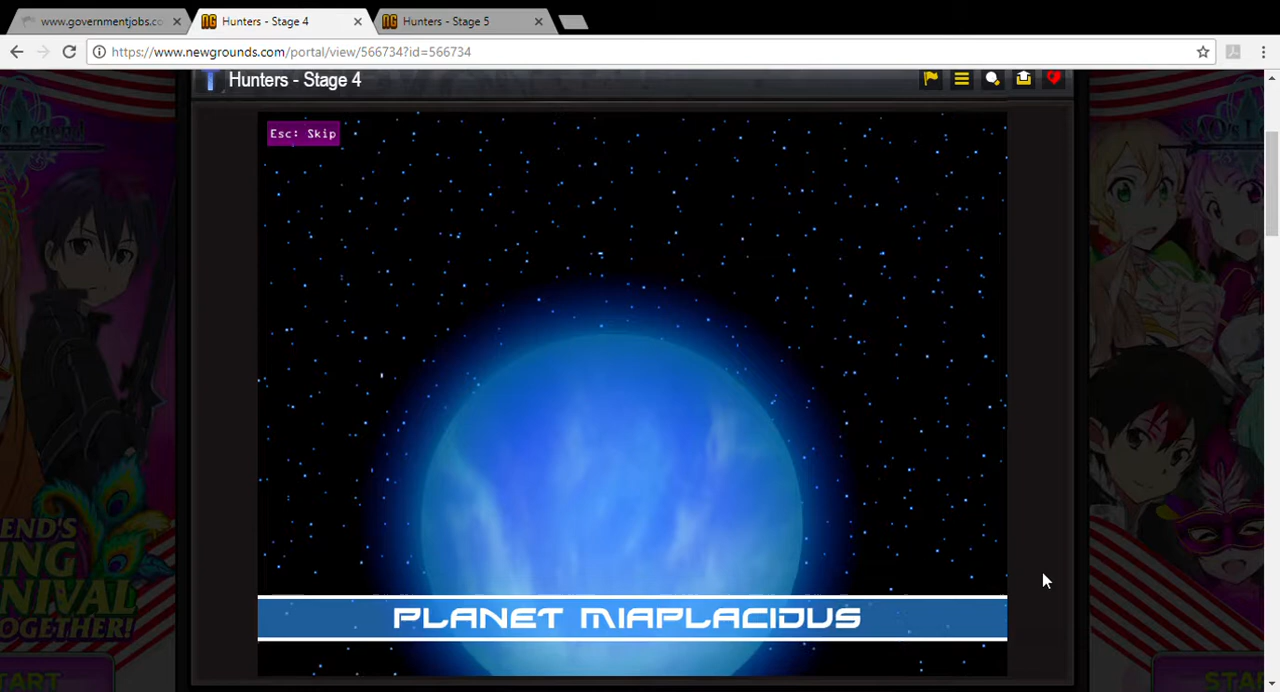 www.governmentjobs.co
Hunters - Stage 4
Hunters - Stage 5
https://www.newgrounds.com/portal/view/566734?id=566734
Hunters - Stage 4
Esc: Skip
PLANET MIAPLACIDUS